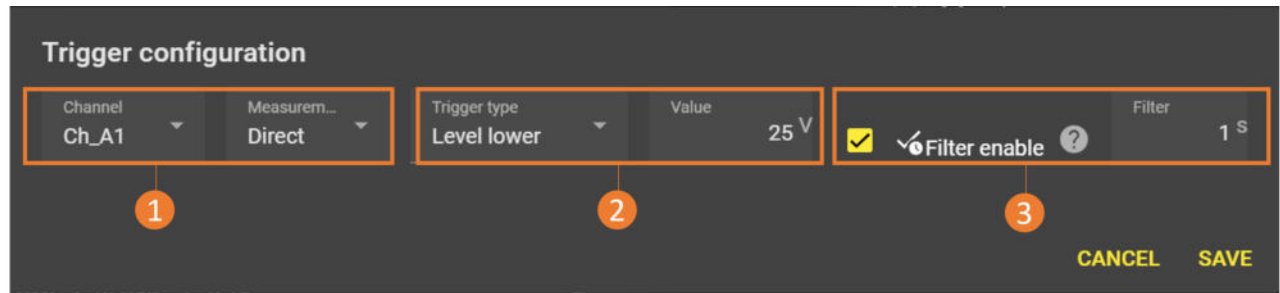 Trigger configuration
Channel Measurem... Trigger type Value Filter
Ch_A1 Direct Level lower 25 V Filter enable ? 1 s
1 2 3
CANCEL SAVE